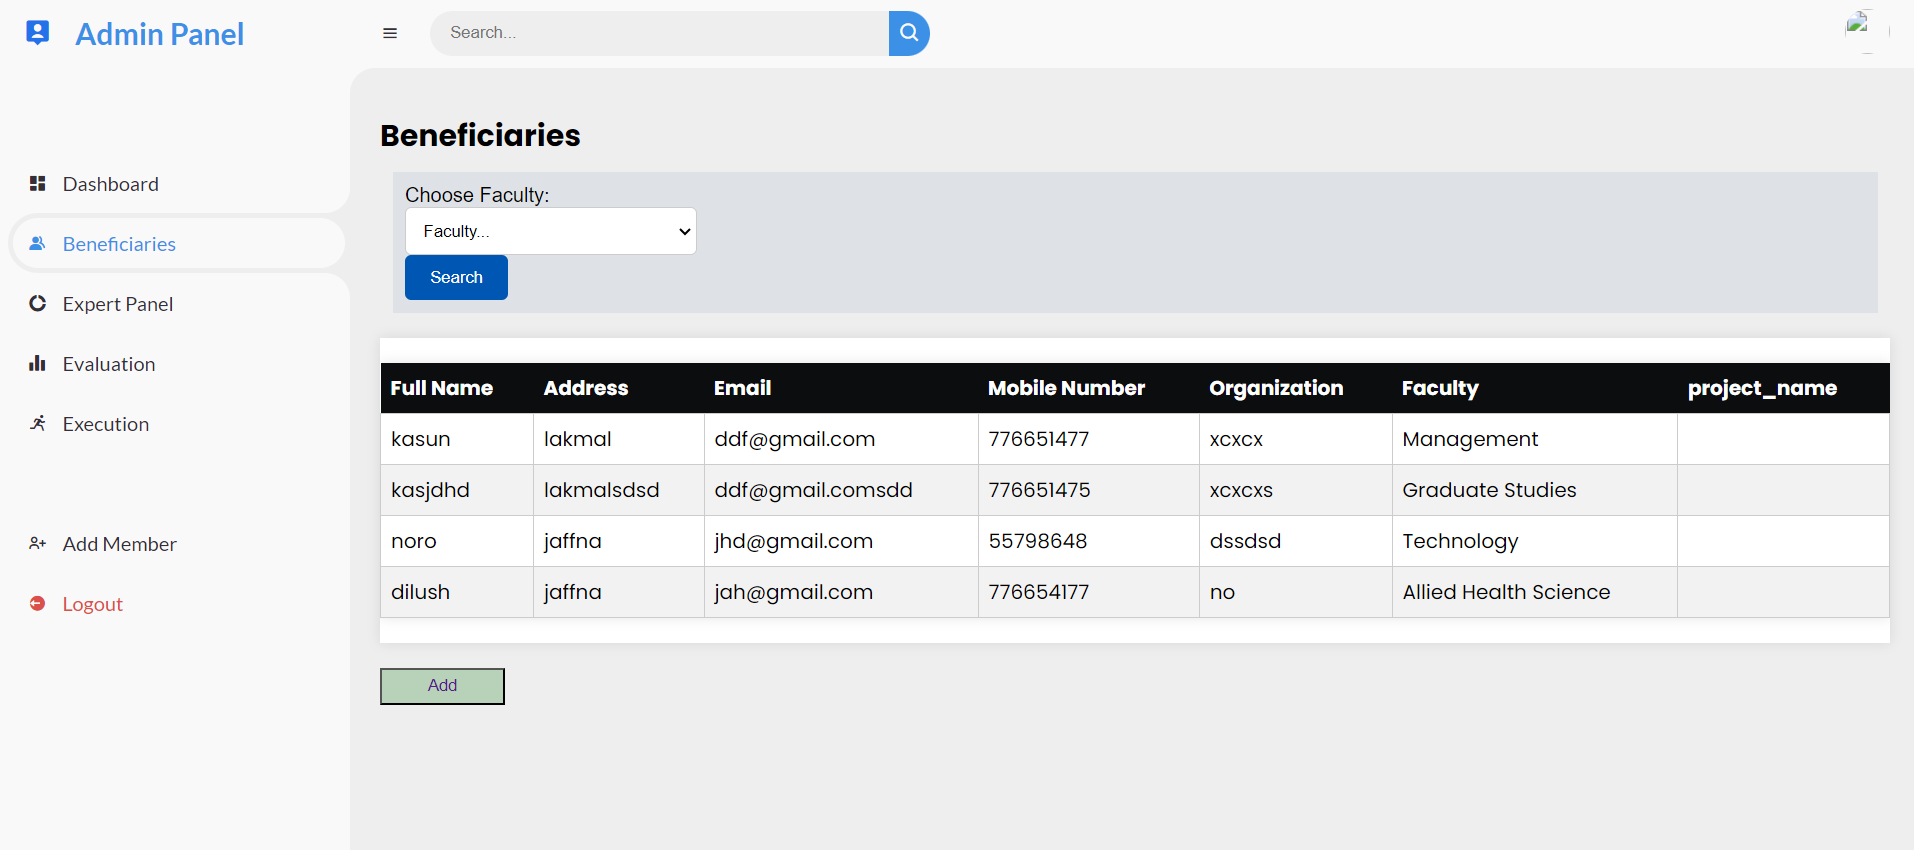 Admin Panel
Search...
Dashboard
Beneficiaries
Expert Panel
Evaluation
Execution
Add Member
Logout
Beneficiaries
Choose Faculty:
Faculty...
Search
Full Name Address Email Mobile Number Organization Faculty project_name
kasun lakmal ddf@gmail.com 776651477 xcxcx Management
kasjdhd lakmalsdsd ddf@gmail.comsdd 776651475 xcxcxs Graduate Studies
noro jaffna jhd@gmail.com 55798648 dssdsd Technology
dilush jaffna jah@gmail.com 776654177 no Allied Health Science
Add